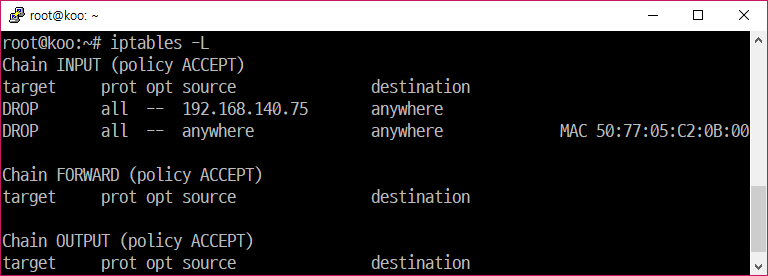 root@koo: ~
root@koo:~# iptables -L
Chain INPUT (policy ACCEPT)
target     prot opt source               destination
DROP       all  --  192.168.140.75       anywhere
DROP       all  --  anywhere             anywhere             MAC 50:77:05:C2:0B:00
Chain FORWARD (policy ACCEPT)
target     prot opt source               destination
Chain OUTPUT (policy ACCEPT)
target     prot opt source               destination